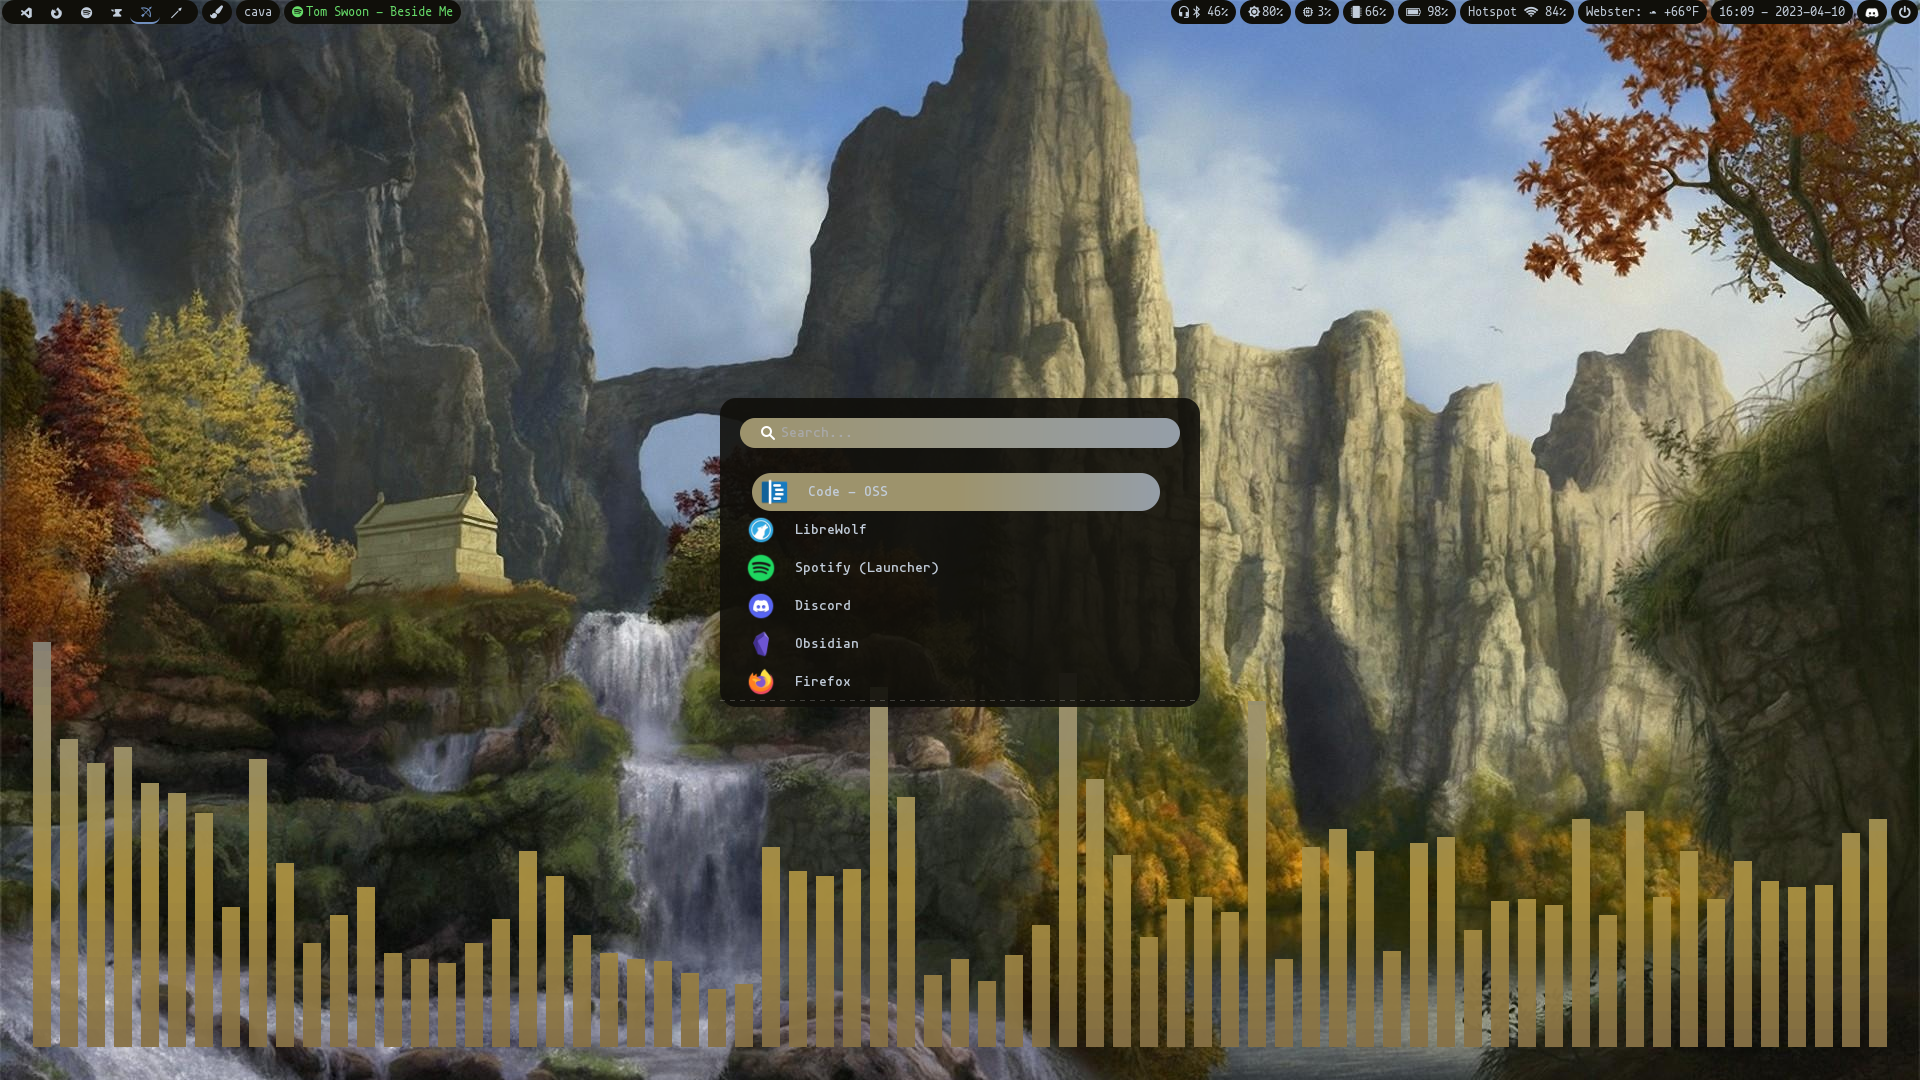 cava
Tom Swoon – Beside Me
46%
80%
3%
66%
98%
Hotspot 84%
Webster: +66°F
16:09 – 2023-04-10
Search...
Code – OSS
LibreWolf
Spotify (Launcher)
Discord
Obsidian
Firefox